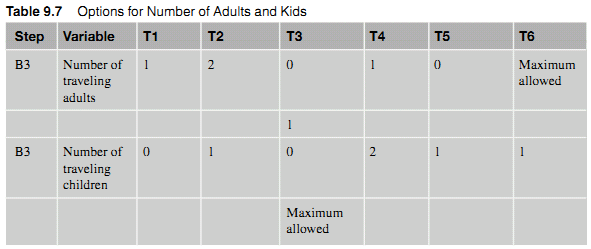 Table 9.7 Options for Number of Adults and Kids
Step Variable T1 T2 T3 T4 T5 T6
B3 Number of traveling adults 1 2 0 1 0 Maximum allowed
1
B3 Number of traveling children 0 1 0 2 1 1
Maximum allowed